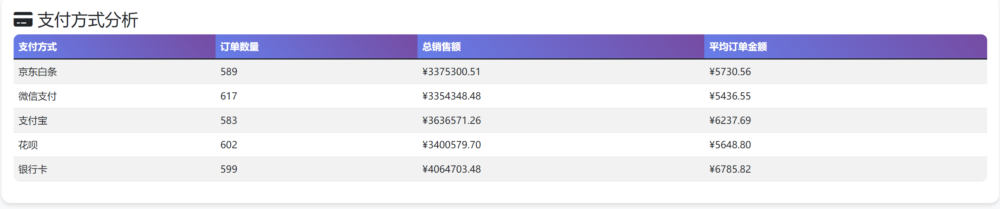 支付方式分析
支付方式 订单数量 总销售额 平均订单金额
京东白条 589 ¥3375300.51 ¥5730.56
微信支付 617 ¥3354348.48 ¥5436.55
支付宝 583 ¥3636571.26 ¥6237.69
花呗 602 ¥3400579.70 ¥5648.80
银行卡 599 ¥4064703.48 ¥6785.82